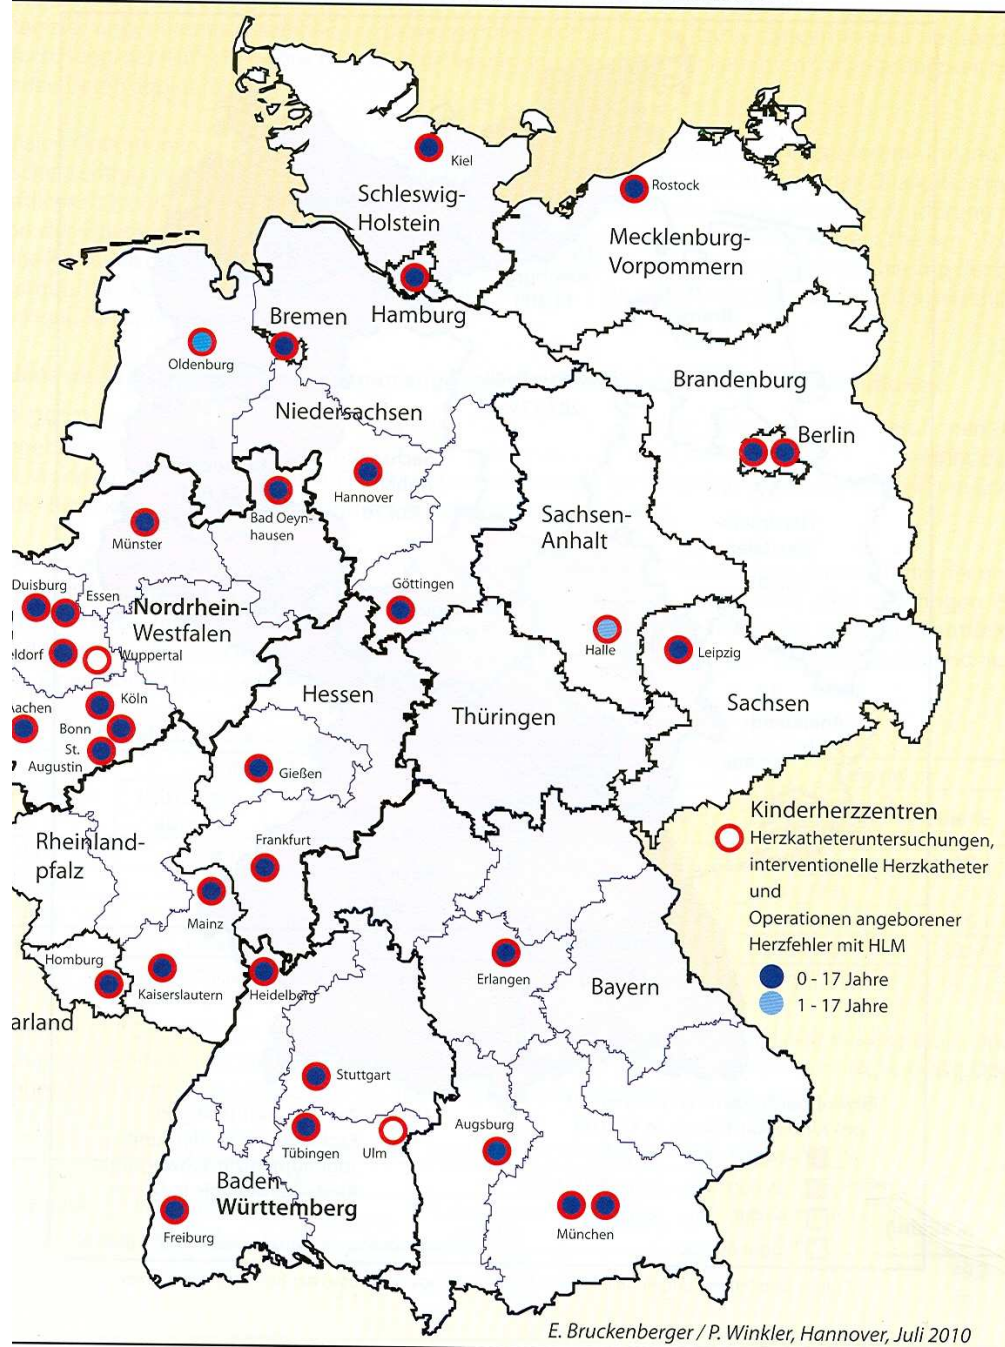 Kiel
Schleswig-
Holstein
Rostock
Mecklenburg-
Vorpommern
Hamburg
Bremen
Oldenburg
Niedersachsen
Brandenburg
Berlin
Hannover
Bad Oeyn-
hausen
Münster
Sachsen-
Anhalt
Duisburg
Essen
Nordrhein-
Westfalen
Göttingen
eldorf
Wuppertal
Halle
Leipzig
Hessen
Thüringen
Sachsen
Aachen
Köln
Bonn
St.
Augustin
Gießen
Rheinland-
pfalz
Frankfurt
Mainz
Kinderherzzentren
Herzkatheteruntersuchungen,
interventionelle Herzkatheter
und
Operationen angeborener
Herzfehler mit HLM
0 - 17 Jahre
1 - 17 Jahre
Homburg
Kaiserslautern
Heidelberg
Erlangen
Bayern
arland
Stuttgart
Tübingen
Ulm
Augsburg
Baden-
Württemberg
Freiburg
München
E. Bruckenberger / P. Winkler, Hannover, Juli 2010